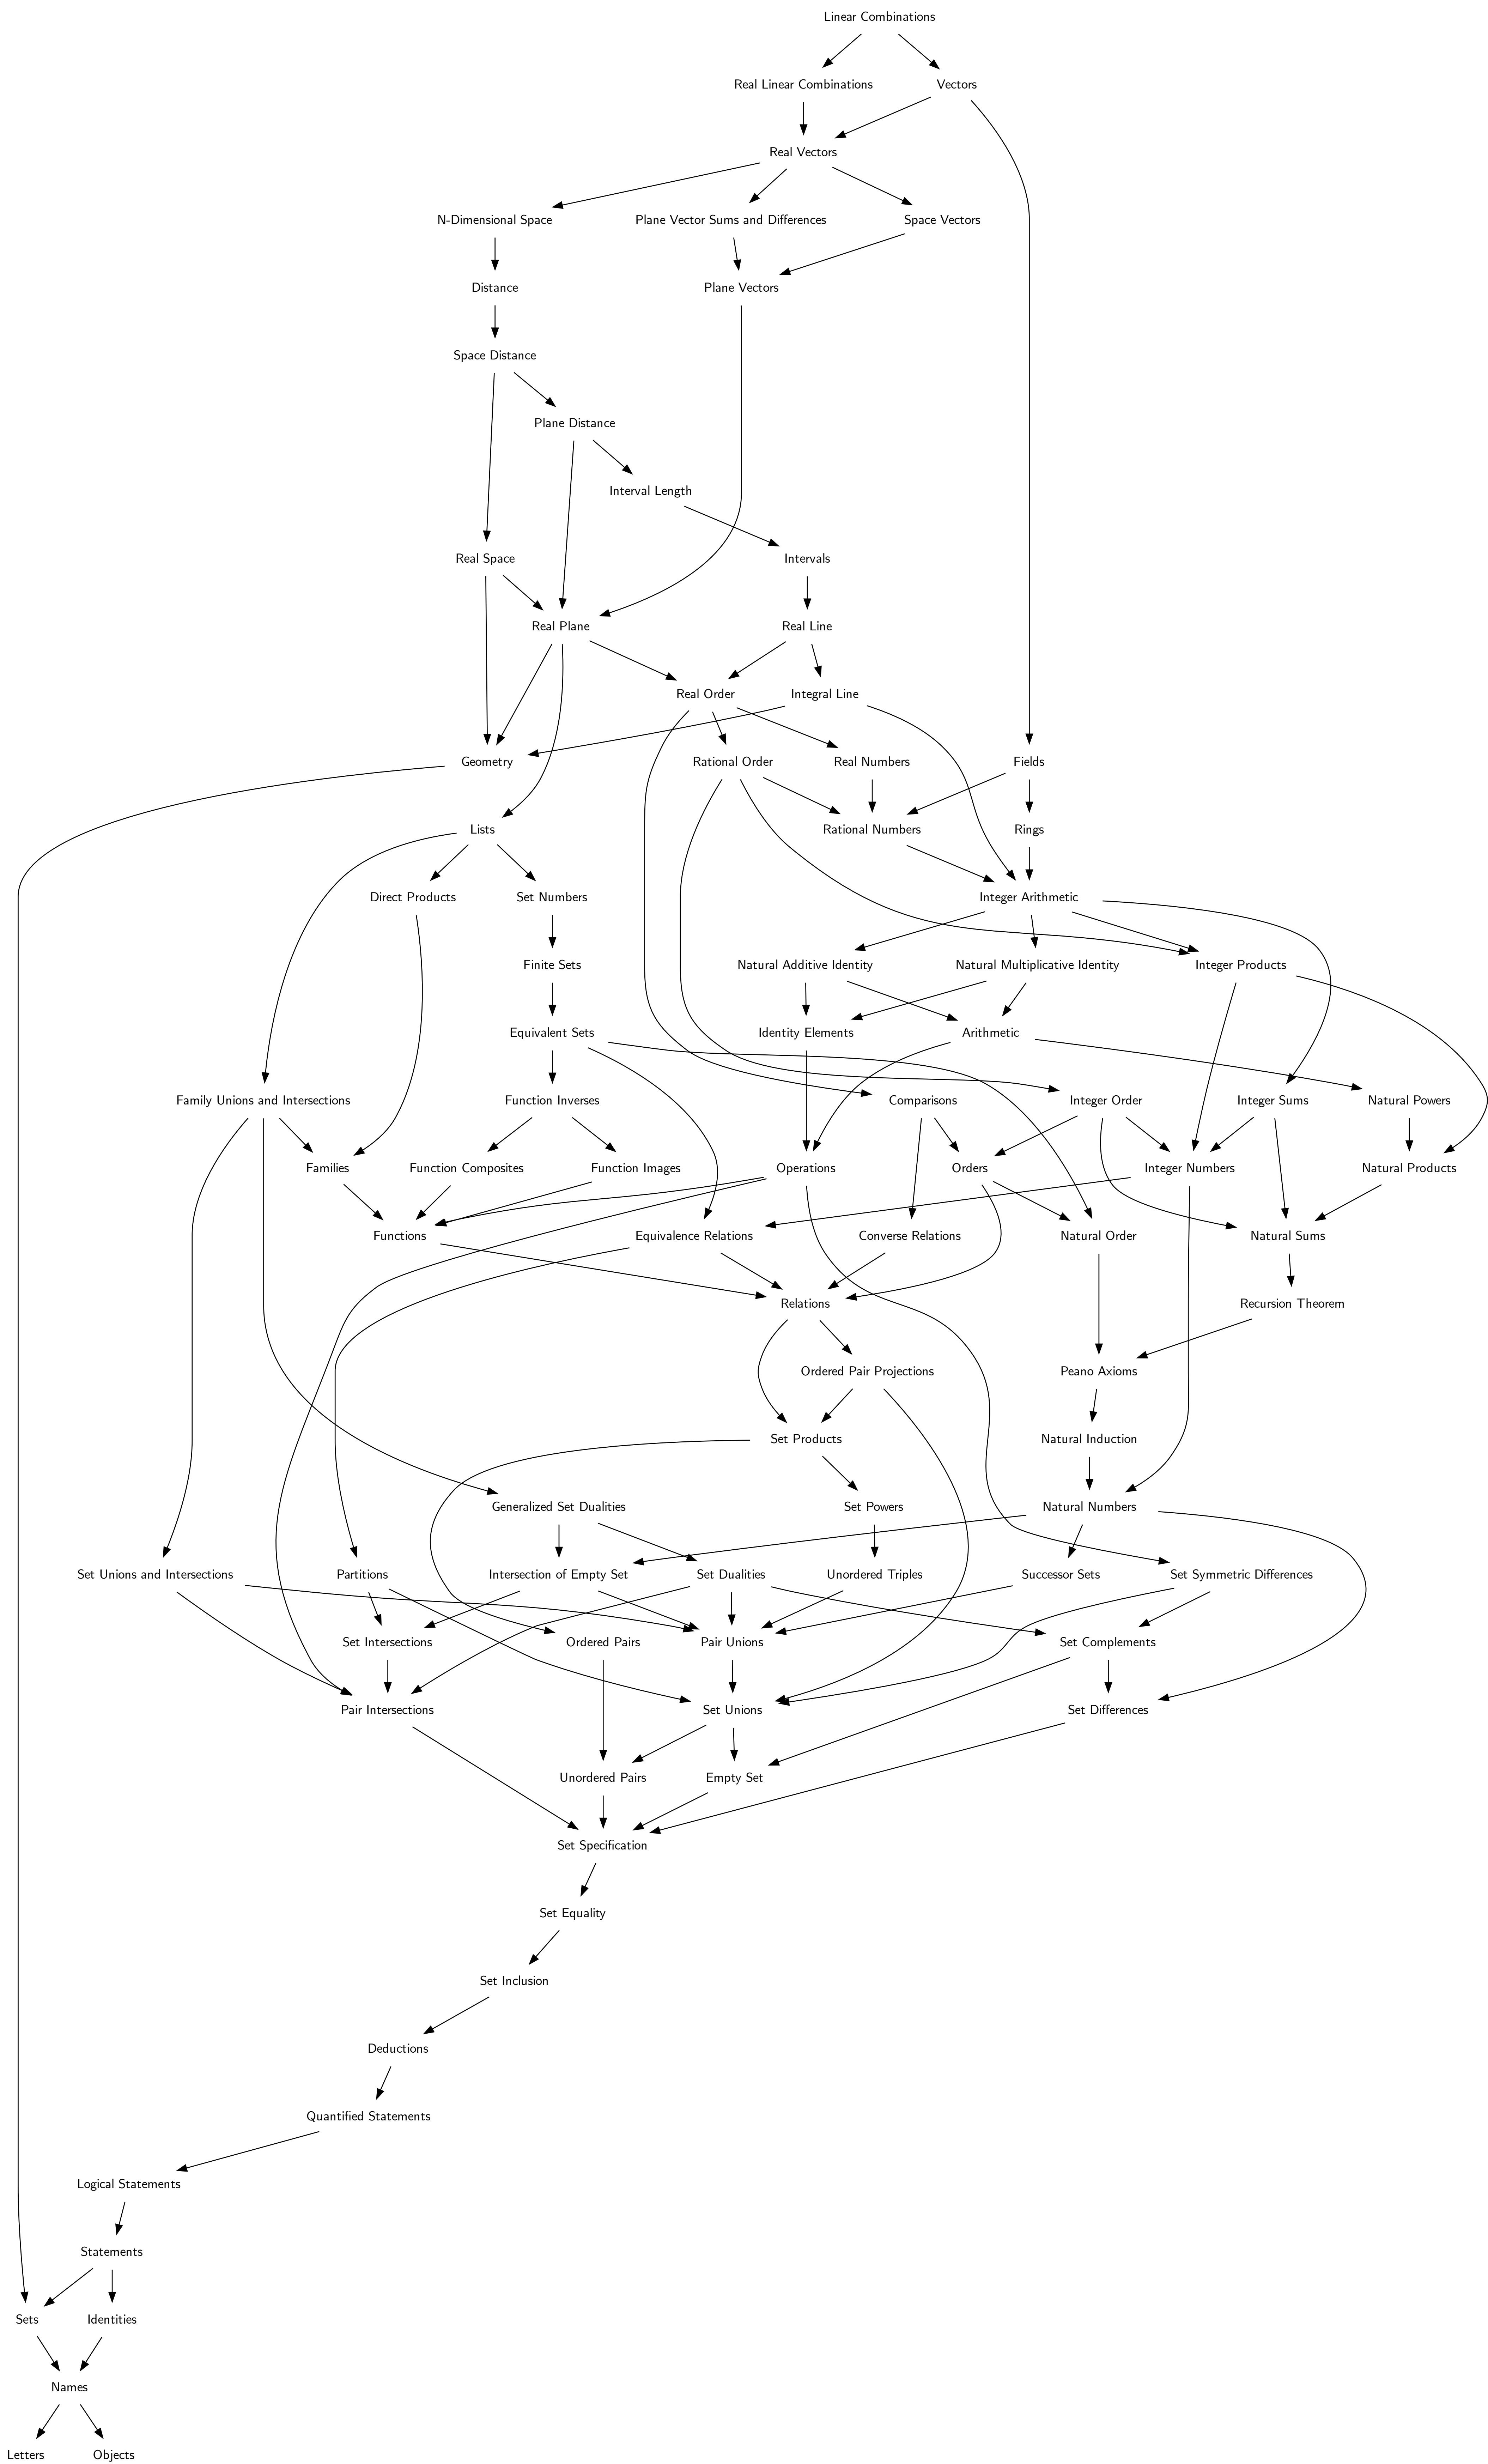 Linear Combinations
Real Linear Combinations
Vectors
Real Vectors
N-Dimensional Space
Plane Vector Sums and Differences
Space Vectors
Distance
Plane Vectors
Space Distance
Plane Distance
Interval Length
Real Space
Intervals
Real Plane
Real Line
Real Order
Integral Line
Geometry
Rational Order
Real Numbers
Fields
Lists
Rational Numbers
Rings
Direct Products
Set Numbers
Integer Arithmetic
Finite Sets
Natural Additive Identity
Natural Multiplicative Identity
Integer Products
Equivalent Sets
Identity Elements
Arithmetic
Family Unions and Intersections
Function Inverses
Comparisons
Integer Order
Integer Sums
Natural Powers
Families
Function Composites
Function Images
Operations
Orders
Integer Numbers
Natural Products
Functions
Equivalence Relations
Converse Relations
Natural Order
Natural Sums
Relations
Recursion Theorem
Ordered Pair Projections
Peano Axioms
Set Products
Natural Induction
Generalized Set Dualities
Set Powers
Natural Numbers
Set Unions and Intersections
Partitions
Intersection of Empty Set
Set Dualities
Unordered Triples
Successor Sets
Set Symmetric Differences
Set Intersections
Ordered Pairs
Pair Unions
Set Complements
Pair Intersections
Set Unions
Set Differences
Unordered Pairs
Empty Set
Set Specification
Set Equality
Set Inclusion
Deductions
Quantified Statements
Logical Statements
Statements
Sets
Identities
Names
Letters
Objects